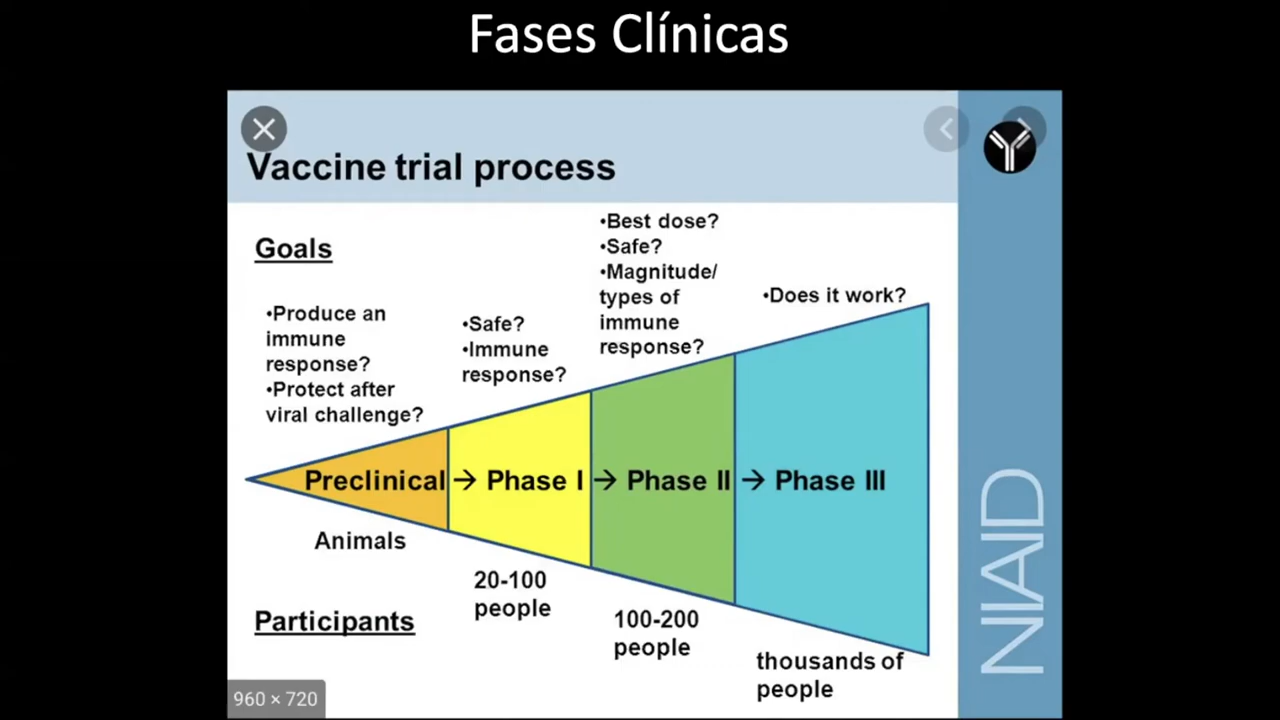 Fases Clínicas
Vaccine trial process
Goals
•Produce an
immune
response?
•Protect after
viral challenge?
•Safe?
•Immune
response?
•Best dose?
•Safe?
•Magnitude/
types of
immune
response?
•Does it work?
Preclinical → Phase I → Phase II → Phase III
Animals
20-100
people
100-200
people
thousands of
people
Participants
NIAID
960 × 720